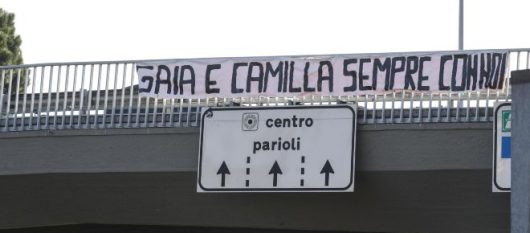 GAIA E CAMILLA SEMPRE CON NOI
centro
parioli